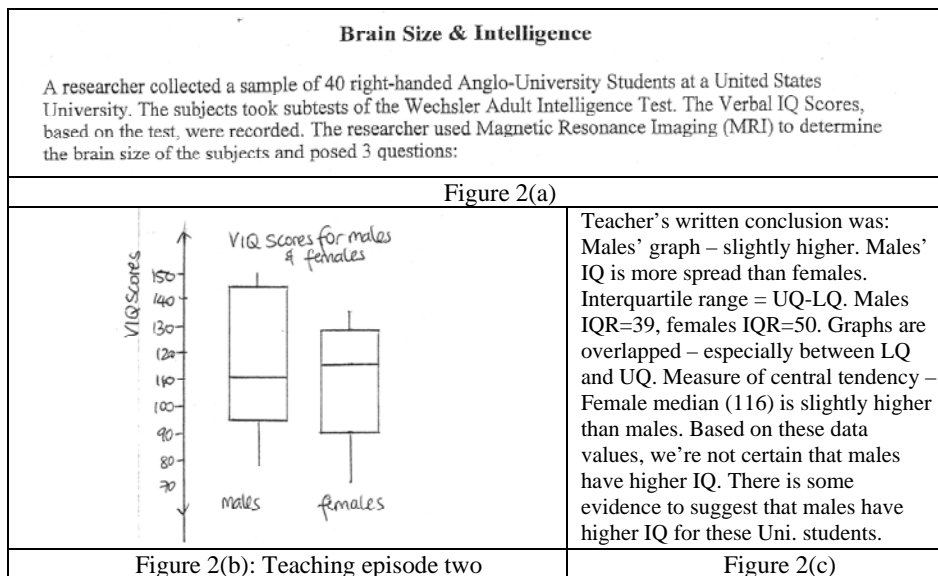 Brain Size & Intelligence
A researcher collected a sample of 40 right-handed Anglo-University Students at a United States
University. The subjects took subtests of the Wechsler Adult Intelligence Test. The Verbal IQ Scores,
based on the test, were recorded. The researcher used Magnetic Resonance Imaging (MRI) to determine
the brain size of the subjects and posed 3 questions:
Figure 2(a)
VIQ scores for males
& females
VIQ Scores
150
140
130
120
110
100
90
80
70
males
females
Teacher's written conclusion was:
Males' graph – slightly higher. Males'
IQ is more spread than females.
Interquartile range = UQ-LQ. Males
IQR=39, females IQR=50. Graphs are
overlapped – especially between LQ
and UQ. Measure of central tendency –
Female median (116) is slightly higher
than males. Based on these data
values, we're not certain that males
have higher IQ. There is some
evidence to suggest that males have
higher IQ for these Uni. students.
Figure 2(b): Teaching episode two
Figure 2(c)